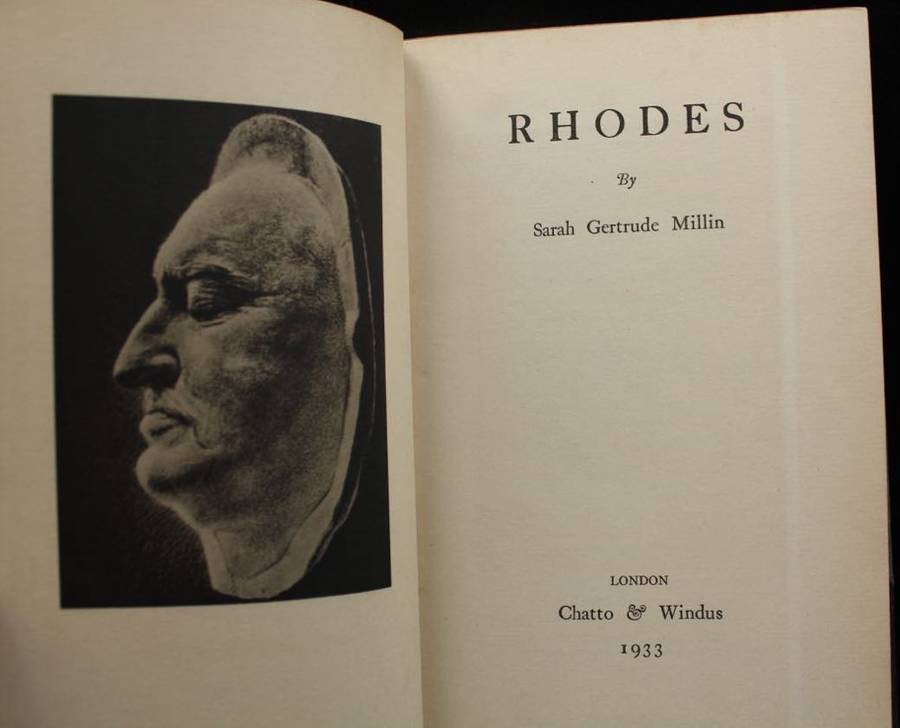 RHODES
By
Sarah Gertrude Millin
LONDON
Chatto & Windus
1933